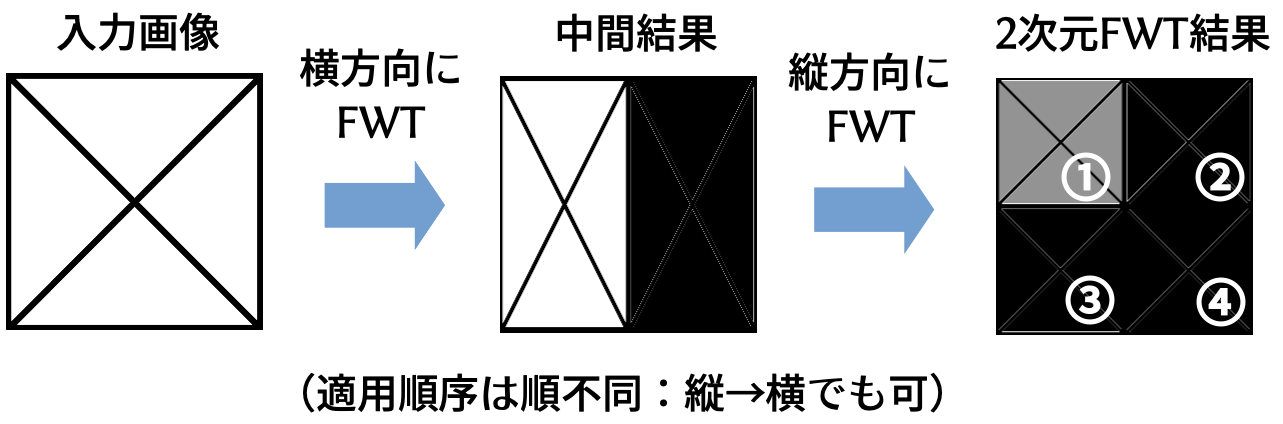 入力画像
横方向に
FWT
中間結果
縦方向に
FWT
2次元FWT結果
①
②
③
④
（適用順序は順不同：縦→横でも可）